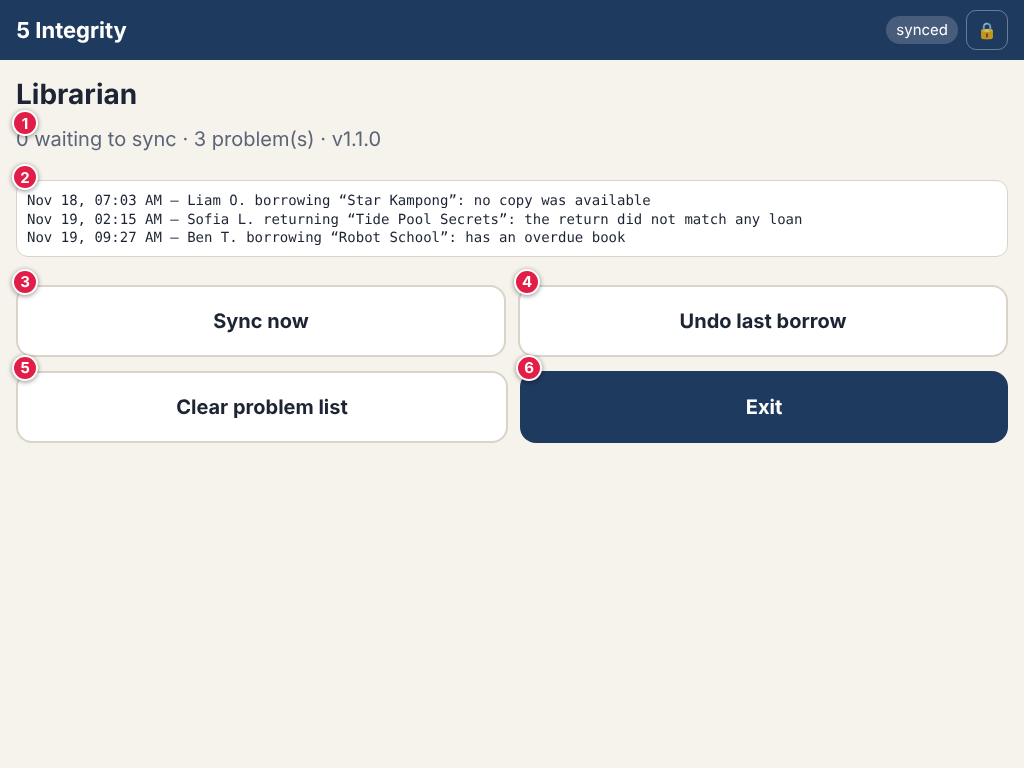 5 Integrity
synced
Librarian
1
0 waiting to sync · 3 problem(s) · v1.1.0
2
Nov 18, 07:03 AM — Liam O. borrowing “Star Kampong”: no copy was available
Nov 19, 02:15 AM — Sofia L. returning “Tide Pool Secrets”: the return did not match any loan
Nov 19, 09:27 AM — Ben T. borrowing “Robot School”: has an overdue book
3
Sync now
4
Undo last borrow
5
Clear problem list
6
Exit